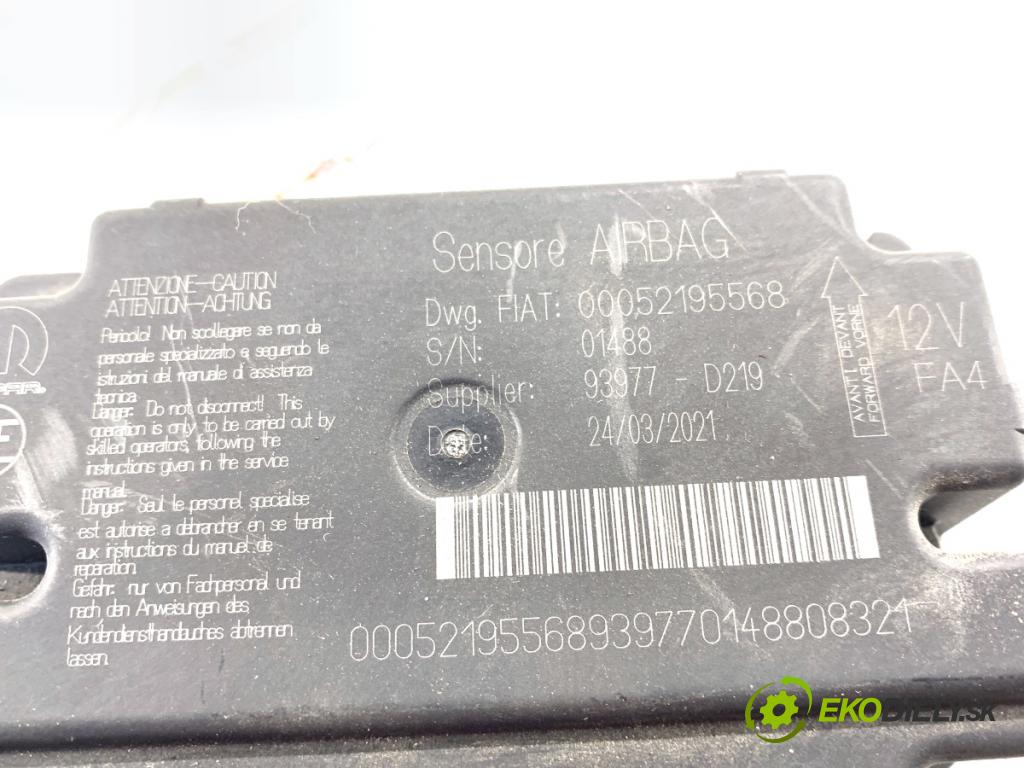 Sensore AIRBAG
Dwg. FIAT: 00052195568
S/N: 01488
Supplier: 93977 - D219
Date: 24/03/2021
AVANTI DEVANT
FORWARD VORNE
12V
FA4
ATTENZIONE-CAUTION
ATTENTION-ACHTUNG
Pericolo! Non scollegare se non da
personale specializzato e seguendo le
istruzioni del manuale di assistenza
tecnica
Danger: Do not disconnect! This
operation is only to be carried out by
skilled operators, following the
instructions given in the service
manual.
Danger: Seul le personel specialise
est autorise a debrancher en se tenant
aux instructions du manuel de
reparation.
Gefahr: nur von Fachpersonal und
nach den Anweisungen des
Kundendiensthandbuches abtrennen
lassen.
00052195568939770148808321
EKODIELY.SK